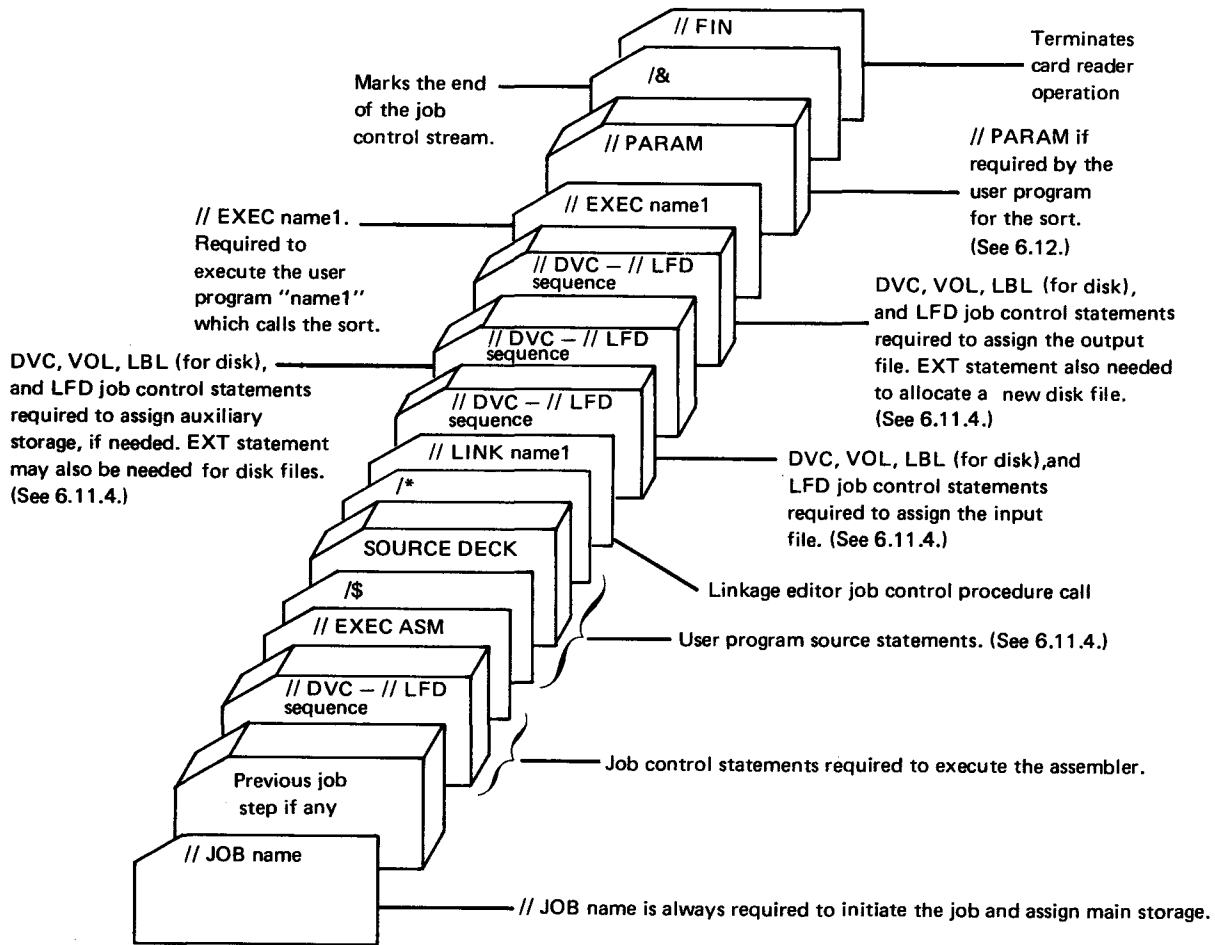 // FIN
Terminates
card reader
operation
Marks the end
of the job
control stream.
/&
// PARAM
// PARAM if
required by the
user program
for the sort.
(See 6.12.)
// EXEC name1
// EXEC name1.
Required to
execute the user
program "name1"
which calls the sort.
// DVC — // LFD
sequence
DVC, VOL, LBL (for disk),
and LFD job control statements
required to assign the output
file. EXT statement also needed
to allocate a new disk file.
(See 6.11.4.)
// DVC — // LFD
sequence
DVC, VOL, LBL (for disk),
and LFD job control statements
required to assign auxiliary
storage, if needed. EXT statement
may also be needed for disk files.
(See 6.11.4.)
// DVC — // LFD
sequence
DVC, VOL, LBL (for disk),and
LFD job control statements
required to assign the input
file. (See 6.11.4.)
// LINK name1
/*
Linkage editor job control procedure call
SOURCE DECK
/$
User program source statements. (See 6.11.4.)
// EXEC ASM
// DVC — // LFD
sequence
Job control statements required to execute the assembler.
Previous job
step if any
// JOB name
// JOB name is always required to initiate the job and assign main storage.